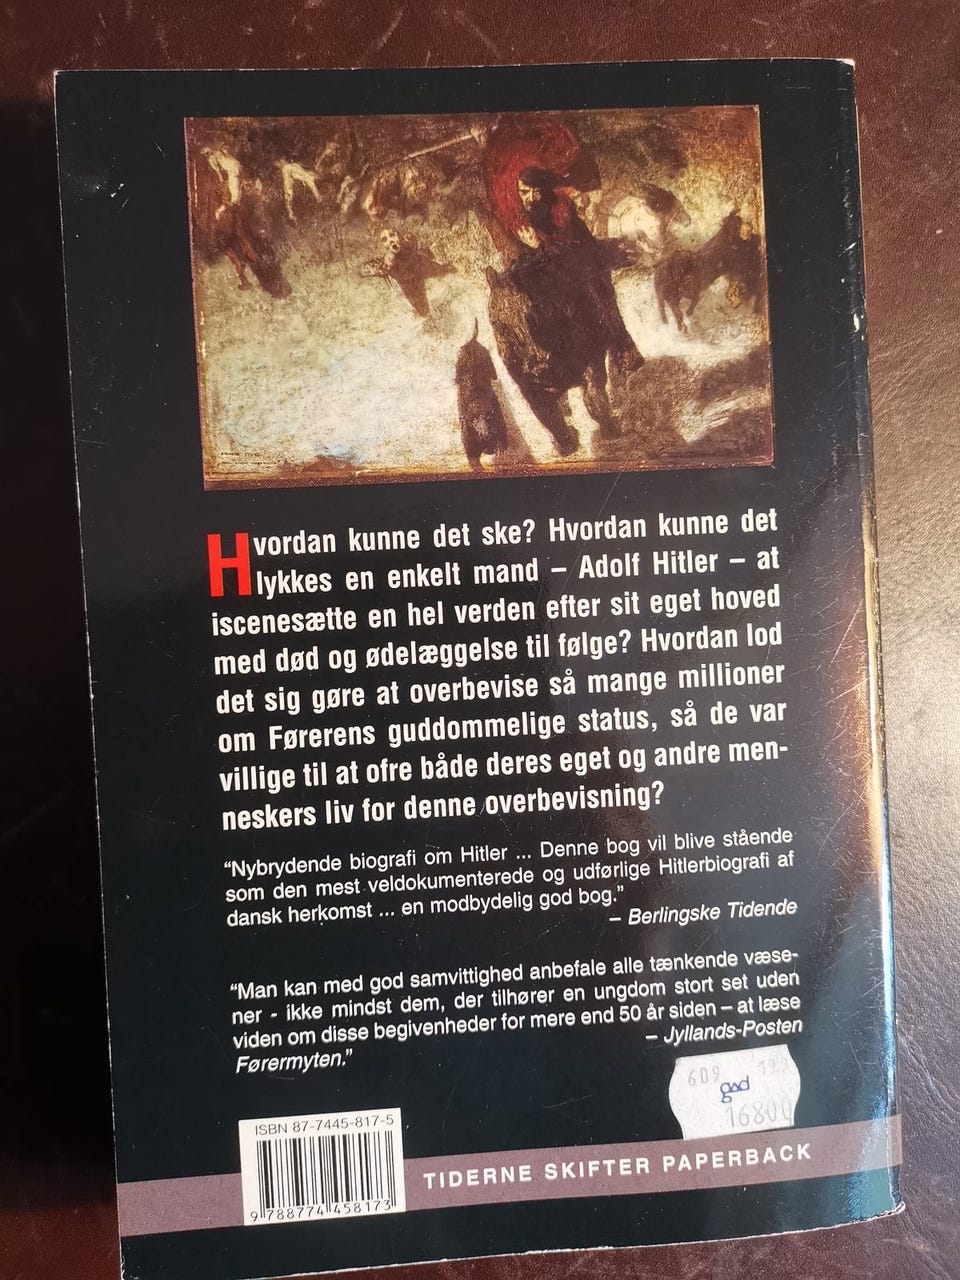 Hvordan kunne det ske? Hvordan kunne det
lykkes en enkelt mand – Adolf Hitler – at
iscenesætte en hel verden efter sit eget hoved
med død og ødelæggelse til følge? Hvordan lod
det sig gøre at overbevise så mange millioner
om Førerens guddommelige status, så de var
villige til at ofre både deres eget og andre men-
neskers liv for denne overbevisning?
“Nybrydende biografi om Hitler ... Denne bog vil blive stående
som den mest veldokumenterede og udførlige Hitlerbiografi af
dansk herkomst ... en modbydelig god bog.”
– Berlingske Tidende
“Man kan med god samvittighed anbefale alle tænkende væse-
ner - ikke mindst dem, der tilhører en ungdom stort set uden
viden om disse begivenheder for mere end 50 år siden – at læse
Førermyten.”
– Jyllands-Posten
609
gad
16800
ISBN 87-7445-817-5
9 788774 458173
TIDERNE SKIFTER PAPERBACK